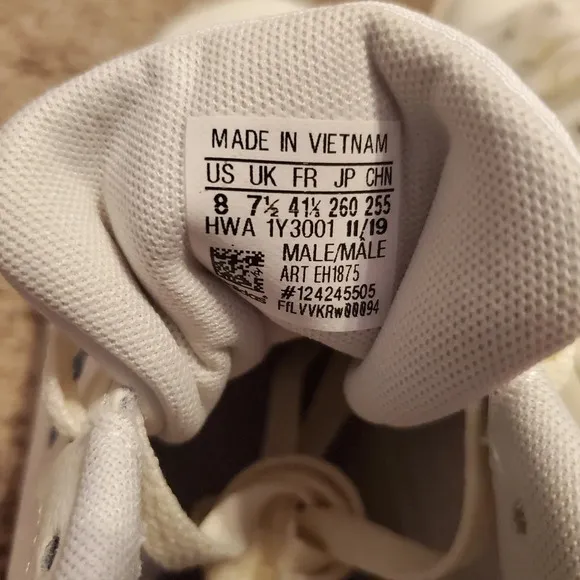 MADE IN VIETNAM
US UK FR JP CHN
8 7½ 41⅓ 260 255
HWA 1Y3001 11/19
MALE/MÂLE
ART EH1875
#124245505
FfLVVKRw00094